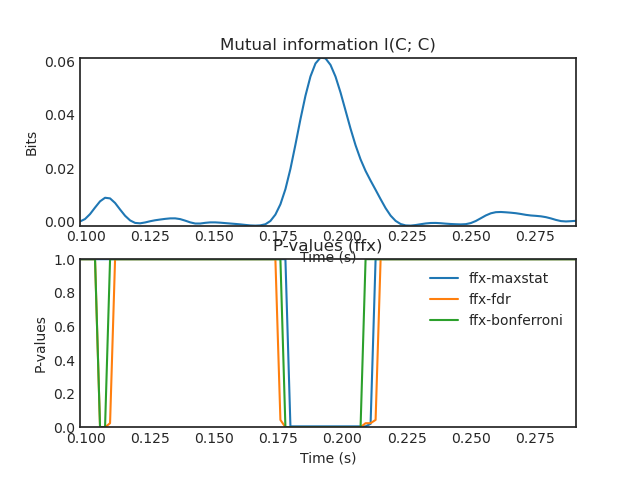 Mutual information I(C; C)
Bits
0.06
0.04
0.02
0.00
0.100 0.125 0.150 0.175 0.200 0.225 0.250 0.275
Time (s)
P-values (ffx)
P-values
1.0
0.8
0.6
0.4
0.2
0.0
ffx-maxstat
ffx-fdr
ffx-bonferroni
0.100 0.125 0.150 0.175 0.200 0.225 0.250 0.275
Time (s)